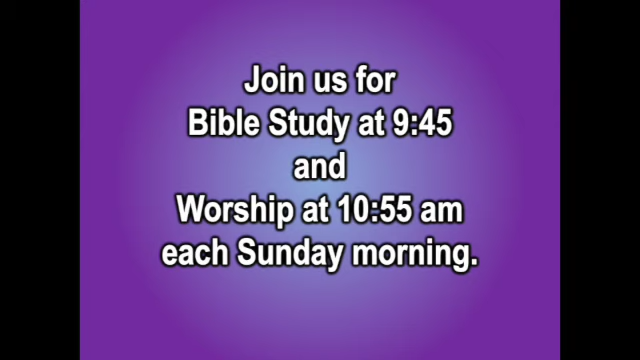 Join us for
Bible Study at 9:45
and
Worship at 10:55 am
each Sunday morning.